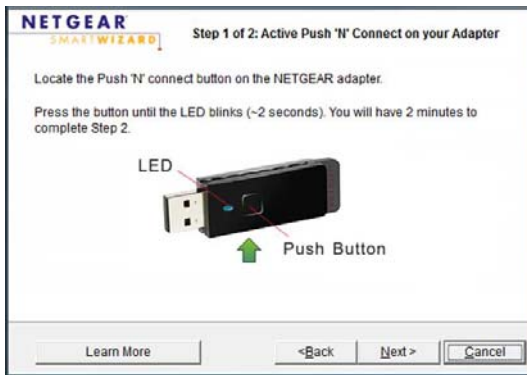 NETGEAR
SMARTWIZARD
Step 1 of 2: Active Push 'N' Connect on your Adapter
Locate the Push 'N' connect button on the NETGEAR adapter.
Press the button until the LED blinks (~2 seconds). You will have 2 minutes to
complete Step 2.
LED
Push Button
Learn More
<Back
Next >
Cancel